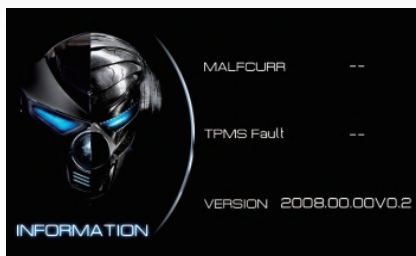 MALFCURR --
TPMS Fault --
VERSION 2008.00.00V0.2
INFORMATION